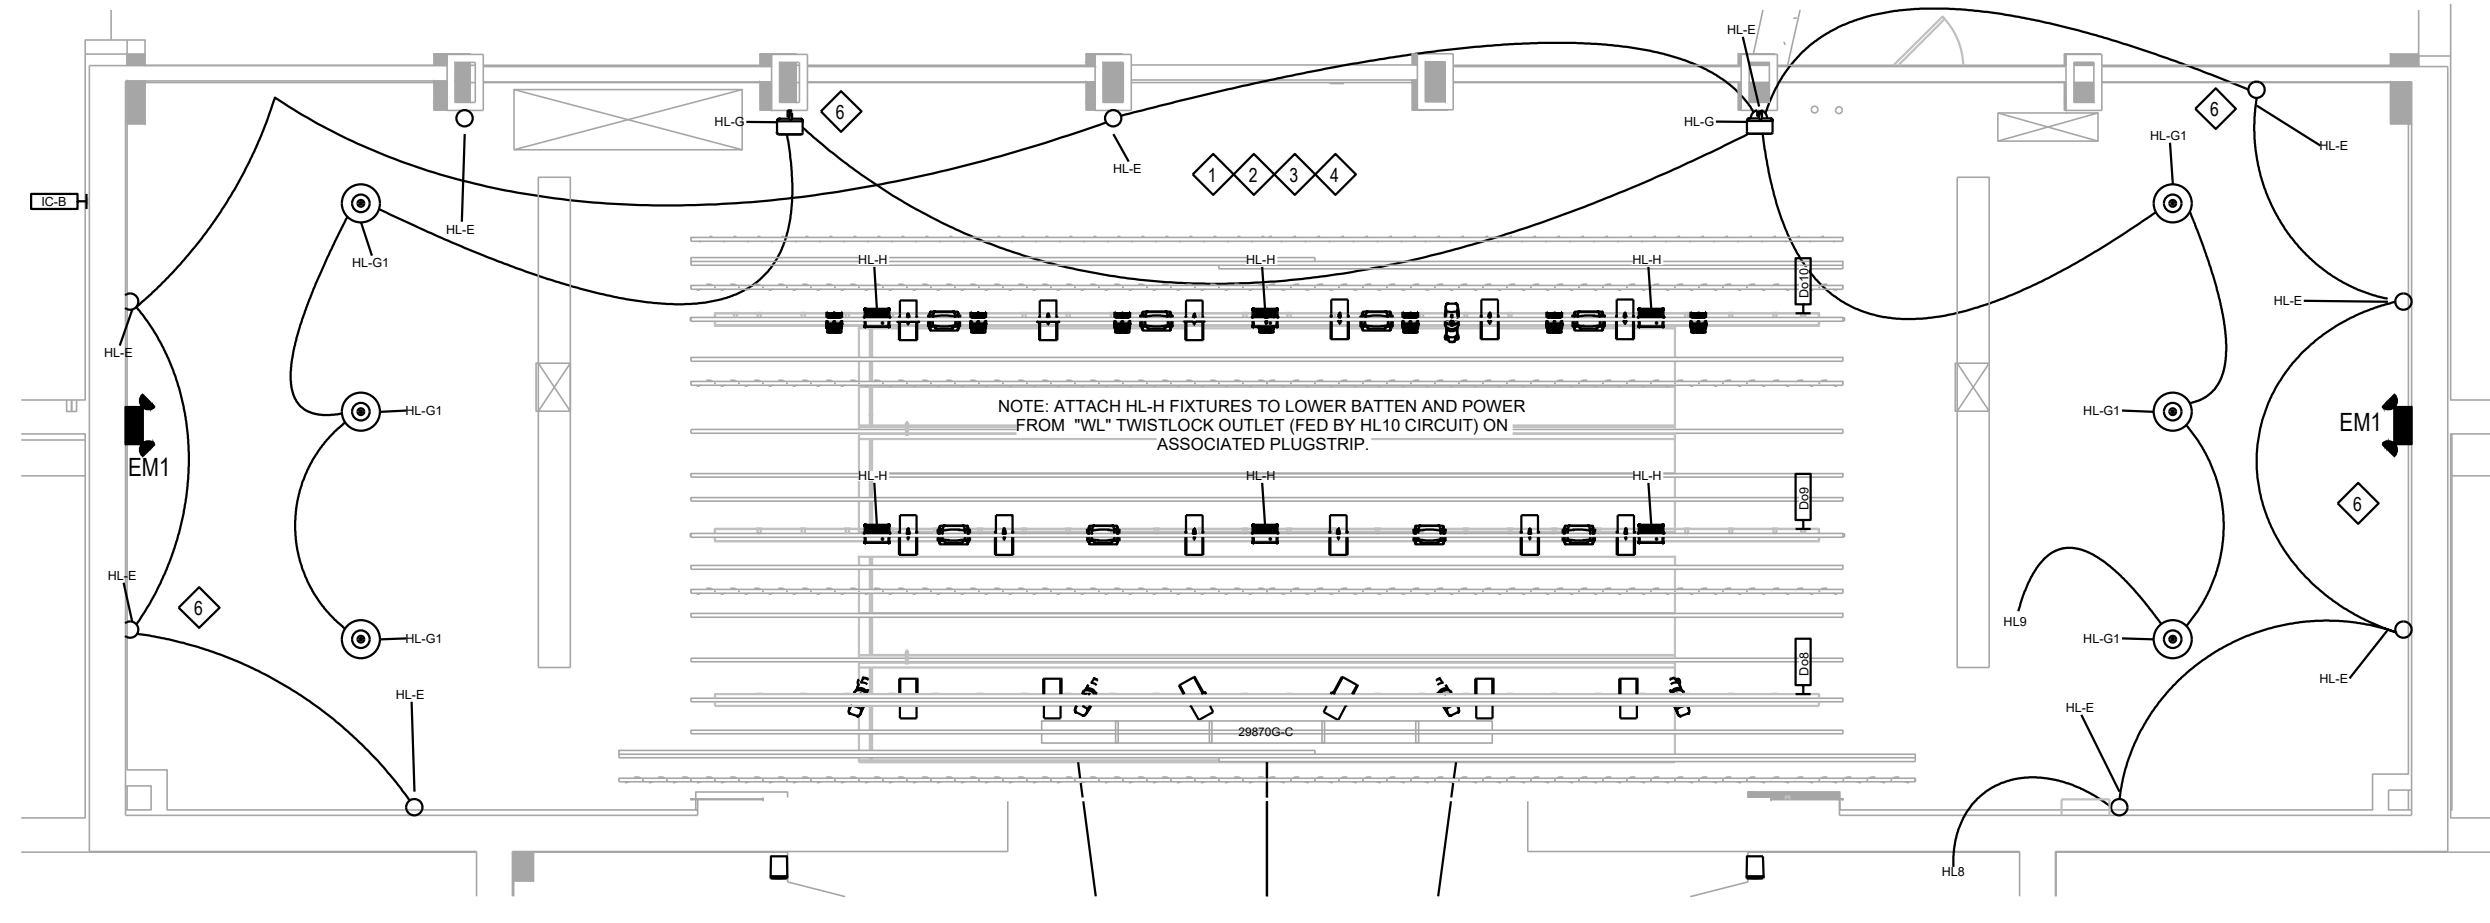 HL-E
HL-G
6
HL-G
6
HL-G1
HL-E
HL-E
1 2 3 4
IC-B
HL-E
HL-G1
HL-H
HL-H
HL-H
Do10
HL-E
HL-E
HL-G1
HL-G1
NOTE: ATTACH HL-H FIXTURES TO LOWER BATTEN AND POWER
FROM "WL" TWISTLOCK OUTLET (FED BY HL10 CIRCUIT) ON
ASSOCIATED PLUGSTRIP.
EM1
EM1
HL-H
HL-H
HL-H
Do9
6
HL-E
6
HL9
HL-G1
HL-G1
Do8
HL-E
HL-E
HL-E
29870G-C
HL8